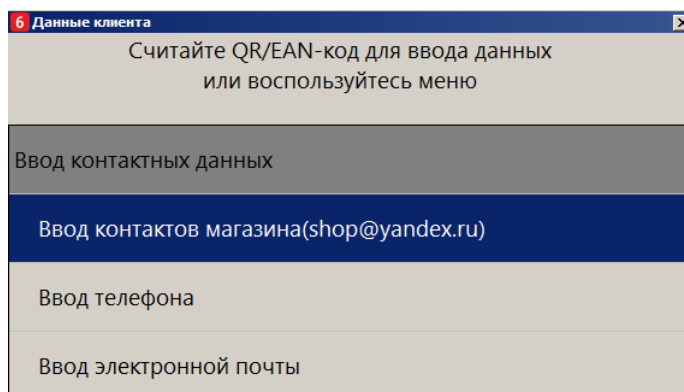 6 Данные клиента
Считайте QR/EAN-код для ввода данных
или воспользуйтесь меню
Ввод контактных данных
Ввод контактов магазина(shop@yandex.ru)
Ввод телефона
Ввод электронной почты